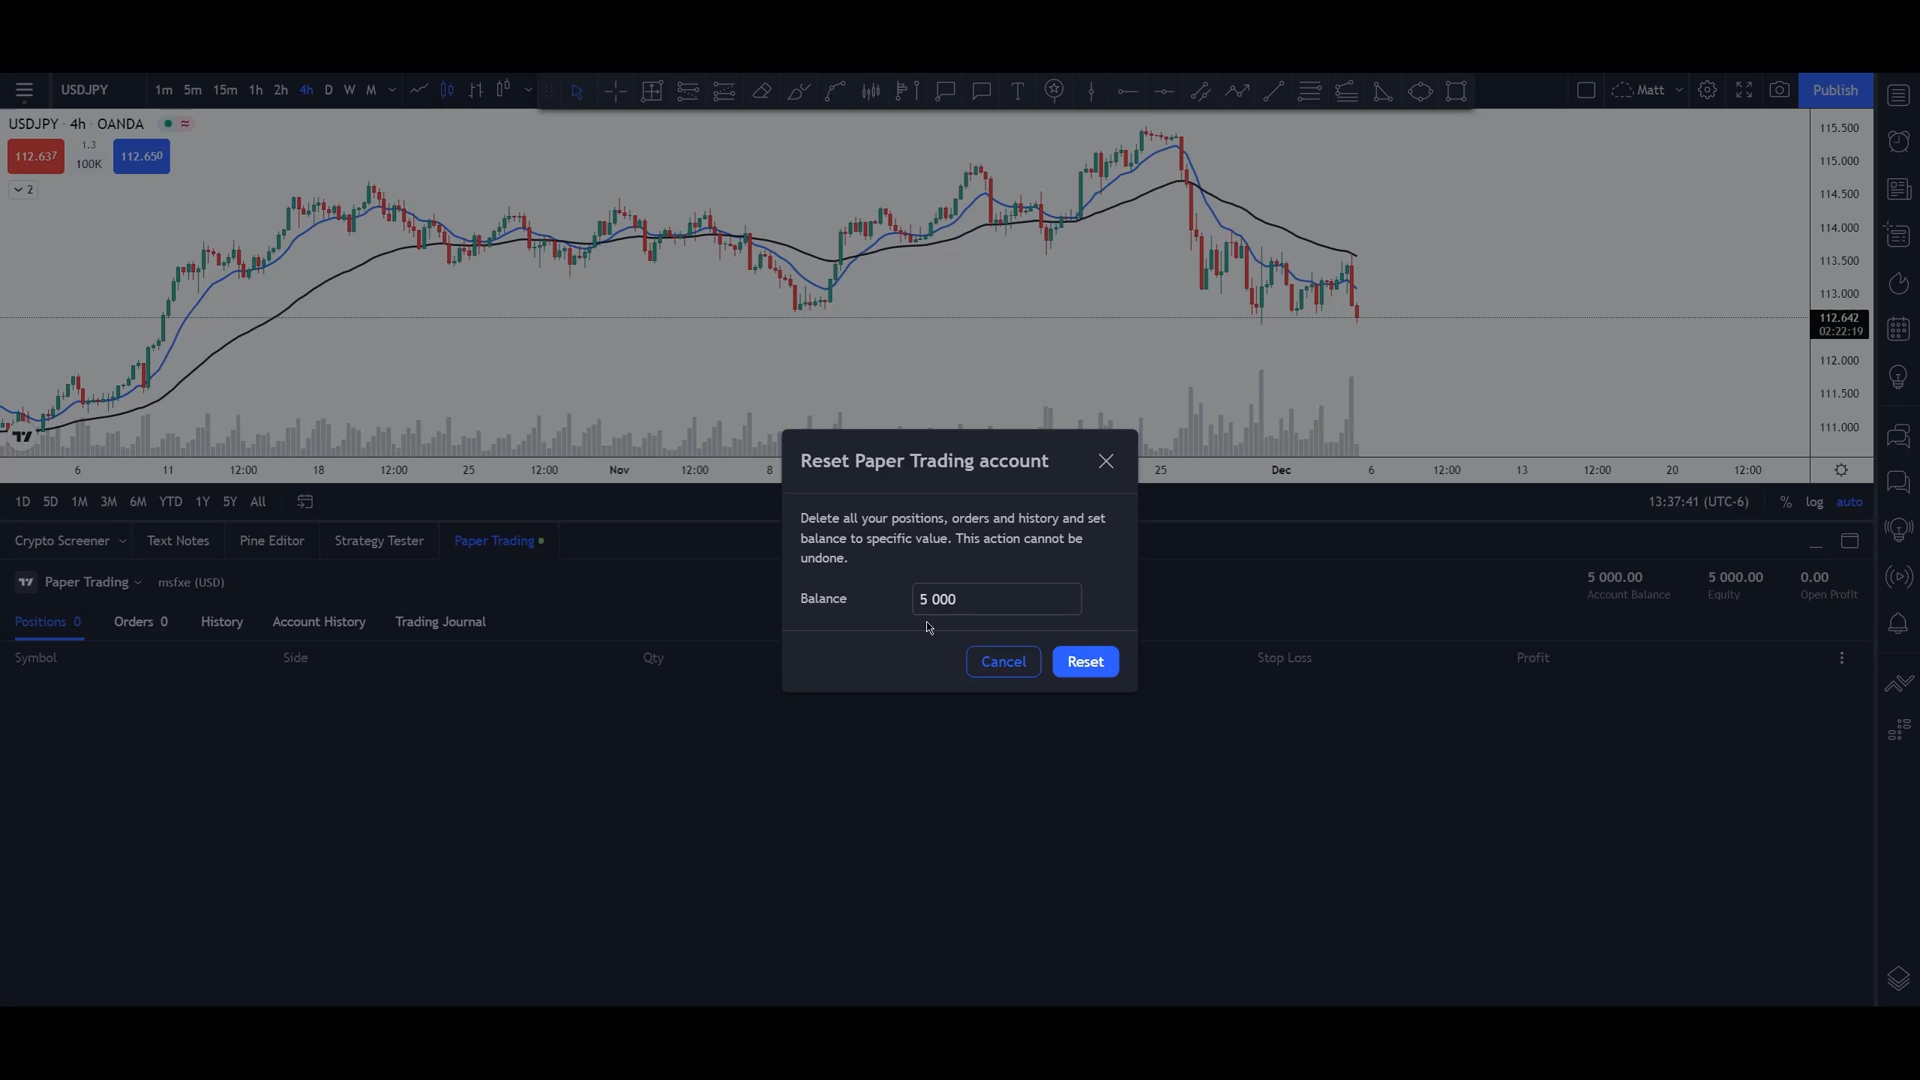 USDJPY 1m 5m 15m 1h 2h 4h D W M Matt Publish
USDJPY · 4h · OANDA
112.637 1.3 100K 112.650
2
115.500
115.000
114.500
114.000
113.500
113.000
112.642
02:22:19
112.000
111.500
111.000
6 11 12:00 18 12:00 25 12:00 Nov 12:00 8 25 Dec 6 12:00 13 12:00 20 12:00
1D 5D 1M 3M 6M YTD 1Y 5Y All 13:37:41 (UTC-6) % log auto
Crypto Screener Text Notes Pine Editor Strategy Tester Paper Trading
Paper Trading msfxe (USD)
5 000.00 5 000.00 0.00
Account Balance Equity Open Profit
Positions 0 Orders 0 History Account History Trading Journal
Symbol Side Qty Stop Loss Profit
Reset Paper Trading account
Delete all your positions, orders and history and set
balance to specific value. This action cannot be
undone.
Balance 5 000
Cancel Reset